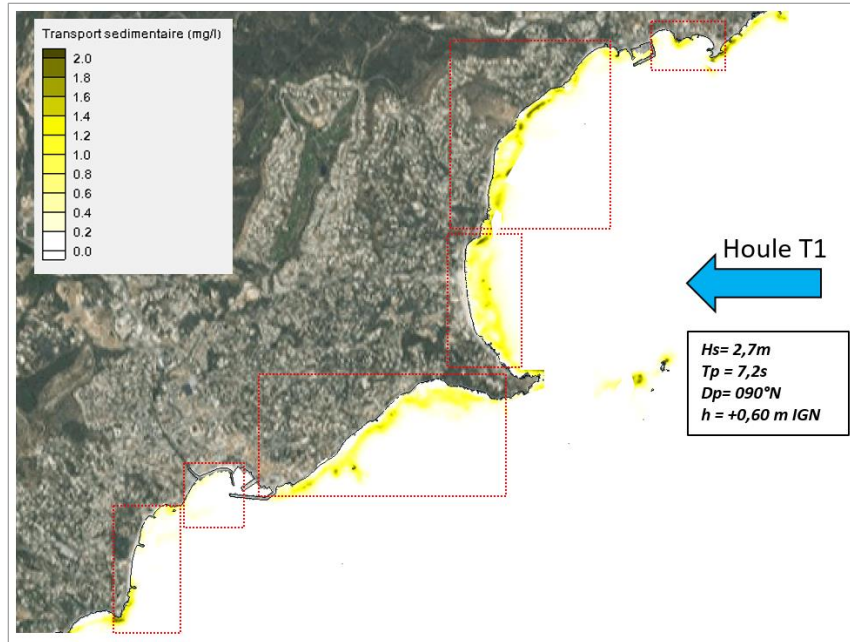 Transport sedimentaire (mg/l)
2.0
1.8
1.6
1.4
1.2
1.0
0.8
0.6
0.4
0.2
0.0
Houle T1
Hs= 2,7m
Tp = 7,2s
Dp= 090°N
h = +0,60 m IGN